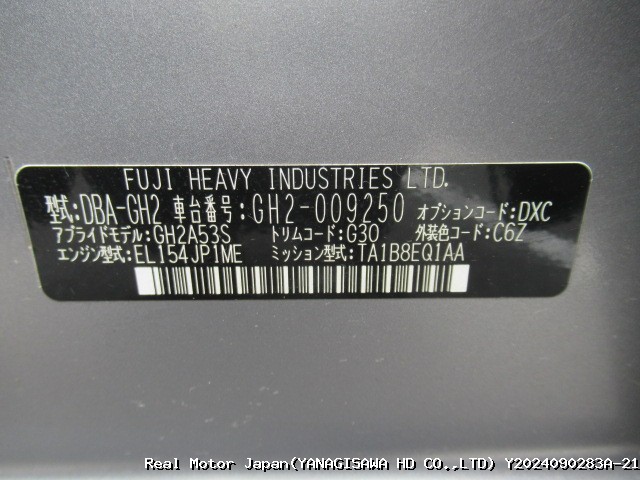 FUJI HEAVY INDUSTRIES LTD.
型式:DBA-GH2 車台番号:GH2-009250 オプションコード:DXC
アプライドモデル:GH2A53S トリムコード:G30 外装色コード:C6Z
エンジン型式:EL154JP1ME ミッション型式:TA1B8EQ1AA
Real Motor Japan(YANAGISAWA HD CO.,LTD) Y2024090283A-21